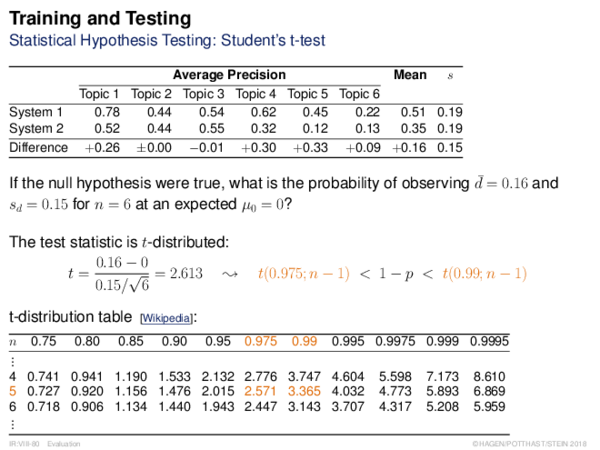 Training and Testing
Statistical Hypothesis Testing: Student's t-test
Average Precision Mean s
Topic 1 Topic 2 Topic 3 Topic 4 Topic 5 Topic 6
System 1 0.78 0.44 0.54 0.62 0.45 0.22 0.51 0.19
System 2 0.52 0.44 0.55 0.32 0.12 0.13 0.35 0.19
Difference +0.26 ±0.00 −0.01 +0.30 +0.33 +0.09 +0.16 0.15
If the null hypothesis were true, what is the probability of observing d̄ = 0.16 and
s_d = 0.15 for n = 6 at an expected μ₀ = 0?
The test statistic is t-distributed:
t = (0.16 − 0) / (0.15/√6) = 2.613 ⇝ t(0.975; n − 1) < 1 − p < t(0.99; n − 1)
t-distribution table [Wikipedia]:
n 0.75 0.80 0.85 0.90 0.95 0.975 0.99 0.995 0.9975 0.999 0.9995
⋮
4 0.741 0.941 1.190 1.533 2.132 2.776 3.747 4.604 5.598 7.173 8.610
5 0.727 0.920 1.156 1.476 2.015 2.571 3.365 4.032 4.773 5.893 6.869
6 0.718 0.906 1.134 1.440 1.943 2.447 3.143 3.707 4.317 5.208 5.959
⋮
IR:VIII-80 Evaluation ©HAGEN/POTTHAST/STEIN 2018